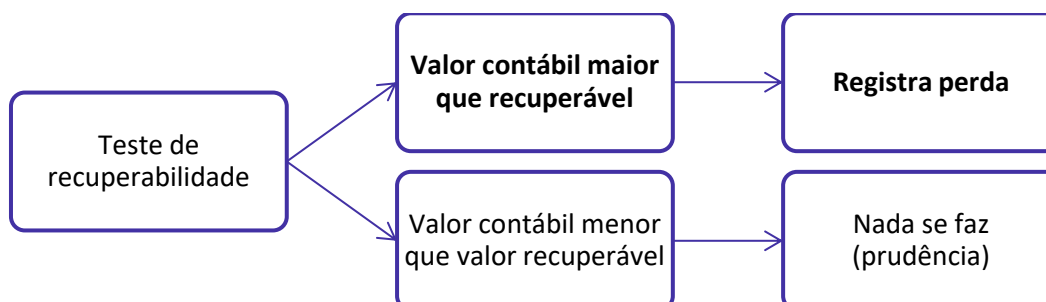 Teste de
recuperabilidade
Valor contábil maior
que recuperável
Registra perda
Valor contábil menor
que valor recuperável
Nada se faz
(prudência)